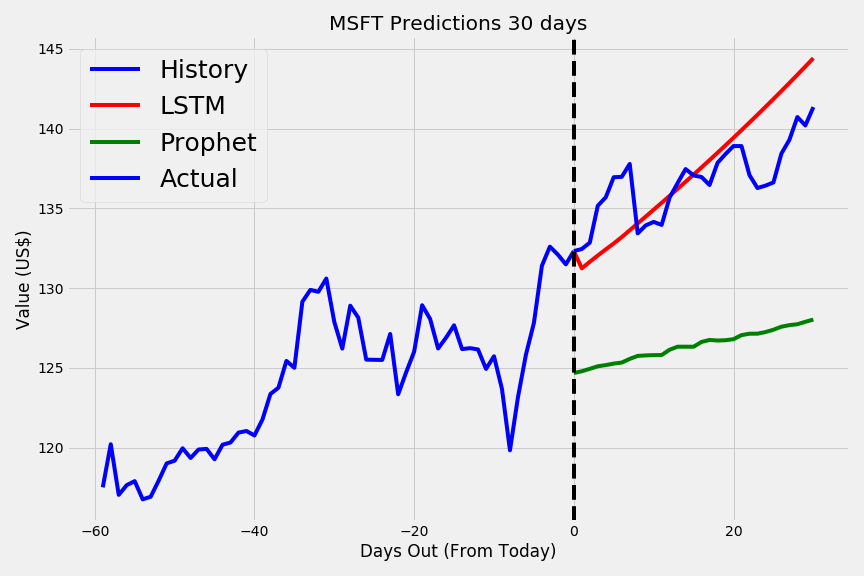 MSFT Predictions 30 days
History
LSTM
Prophet
Actual
Value (US$)
145
140
135
130
125
120
−60
−40
−20
0
20
Days Out (From Today)